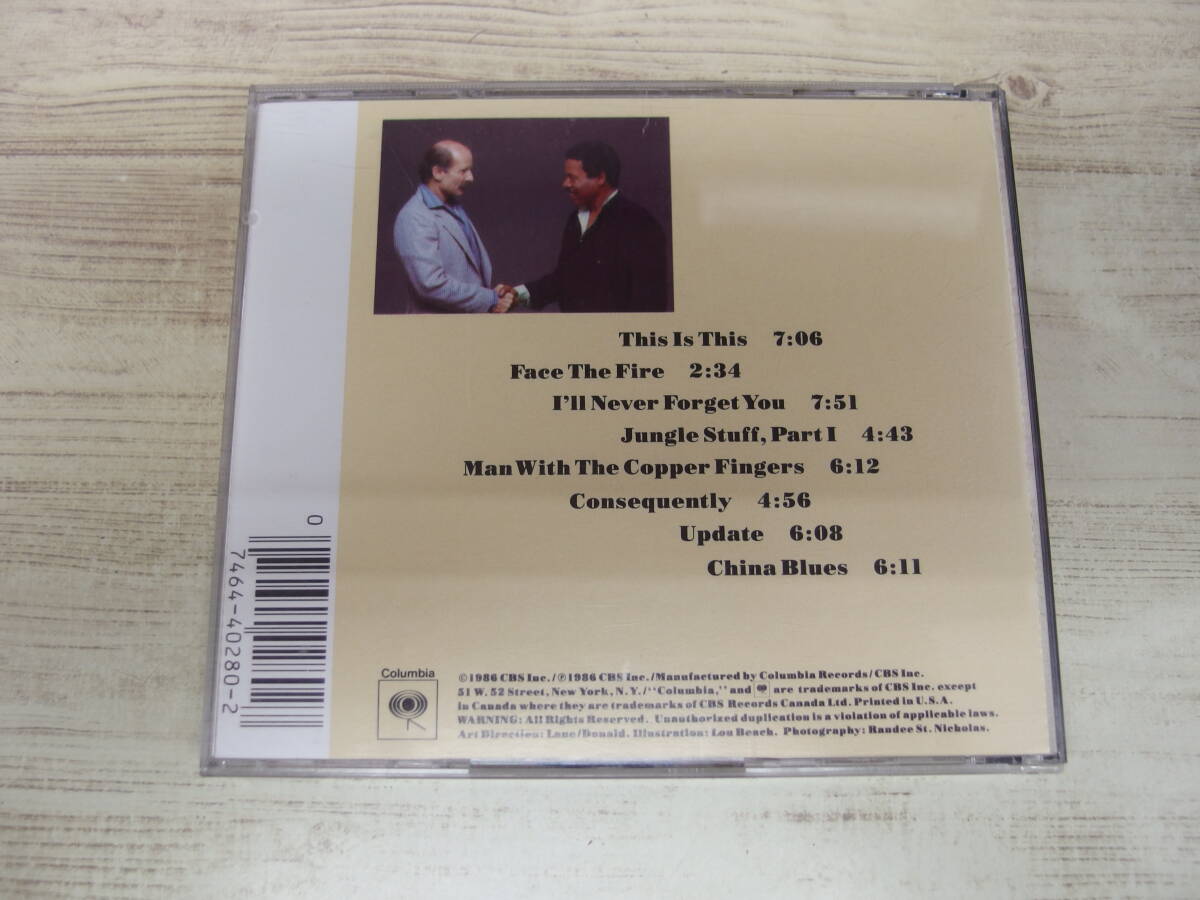 This Is This 7:06
Face The Fire 2:34
I'll Never Forget You 7:51
Jungle Stuff, Part I 4:43
Man With The Copper Fingers 6:12
Consequently 4:56
Update 6:08
China Blues 6:11
0 7464-40280-2
Columbia
©1986 CBS Inc./℗1986 CBS Inc./Manufactured by Columbia Records/CBS Inc.
51 W. 52 Street, New York, N.Y./"Columbia," and are trademarks of CBS Inc. except
in Canada where they are trademarks of CBS Records Canada Ltd. Printed in U.S.A.
WARNING: All Rights Reserved. Unauthorized duplication is a violation of applicable laws.
Art Direction: Lane/Donald. Illustration: Lou Beach. Photography: Randee St. Nicholas.